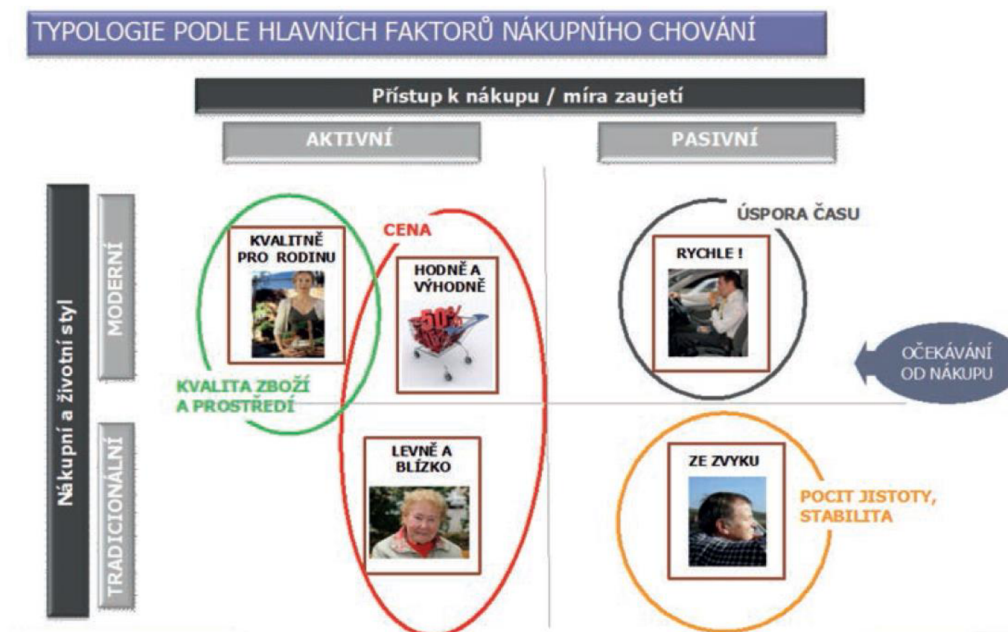 TYPOLOGIE PODLE HLAVNÍCH FAKTORŮ NÁKUPNÍHO CHOVÁNÍ
Přístup k nákupu / míra zaujetí
AKTIVNÍ
PASIVNÍ
Nákupní a životní styl
MODERNÍ
KVALITNĚ
PRO RODINU
CENA
HODNĚ A
VÝHODNĚ
-50%
KVALITA ZBOŽÍ
A PROSTŘEDÍ
ÚSPORA ČASU
RYCHLE !
OČEKÁVÁNÍ
OD NÁKUPU
TRADICIONÁLNÍ
LEVNĚ A
BLÍZKO
ZE ZVYKU
POCIT JISTOTY,
STABILITA